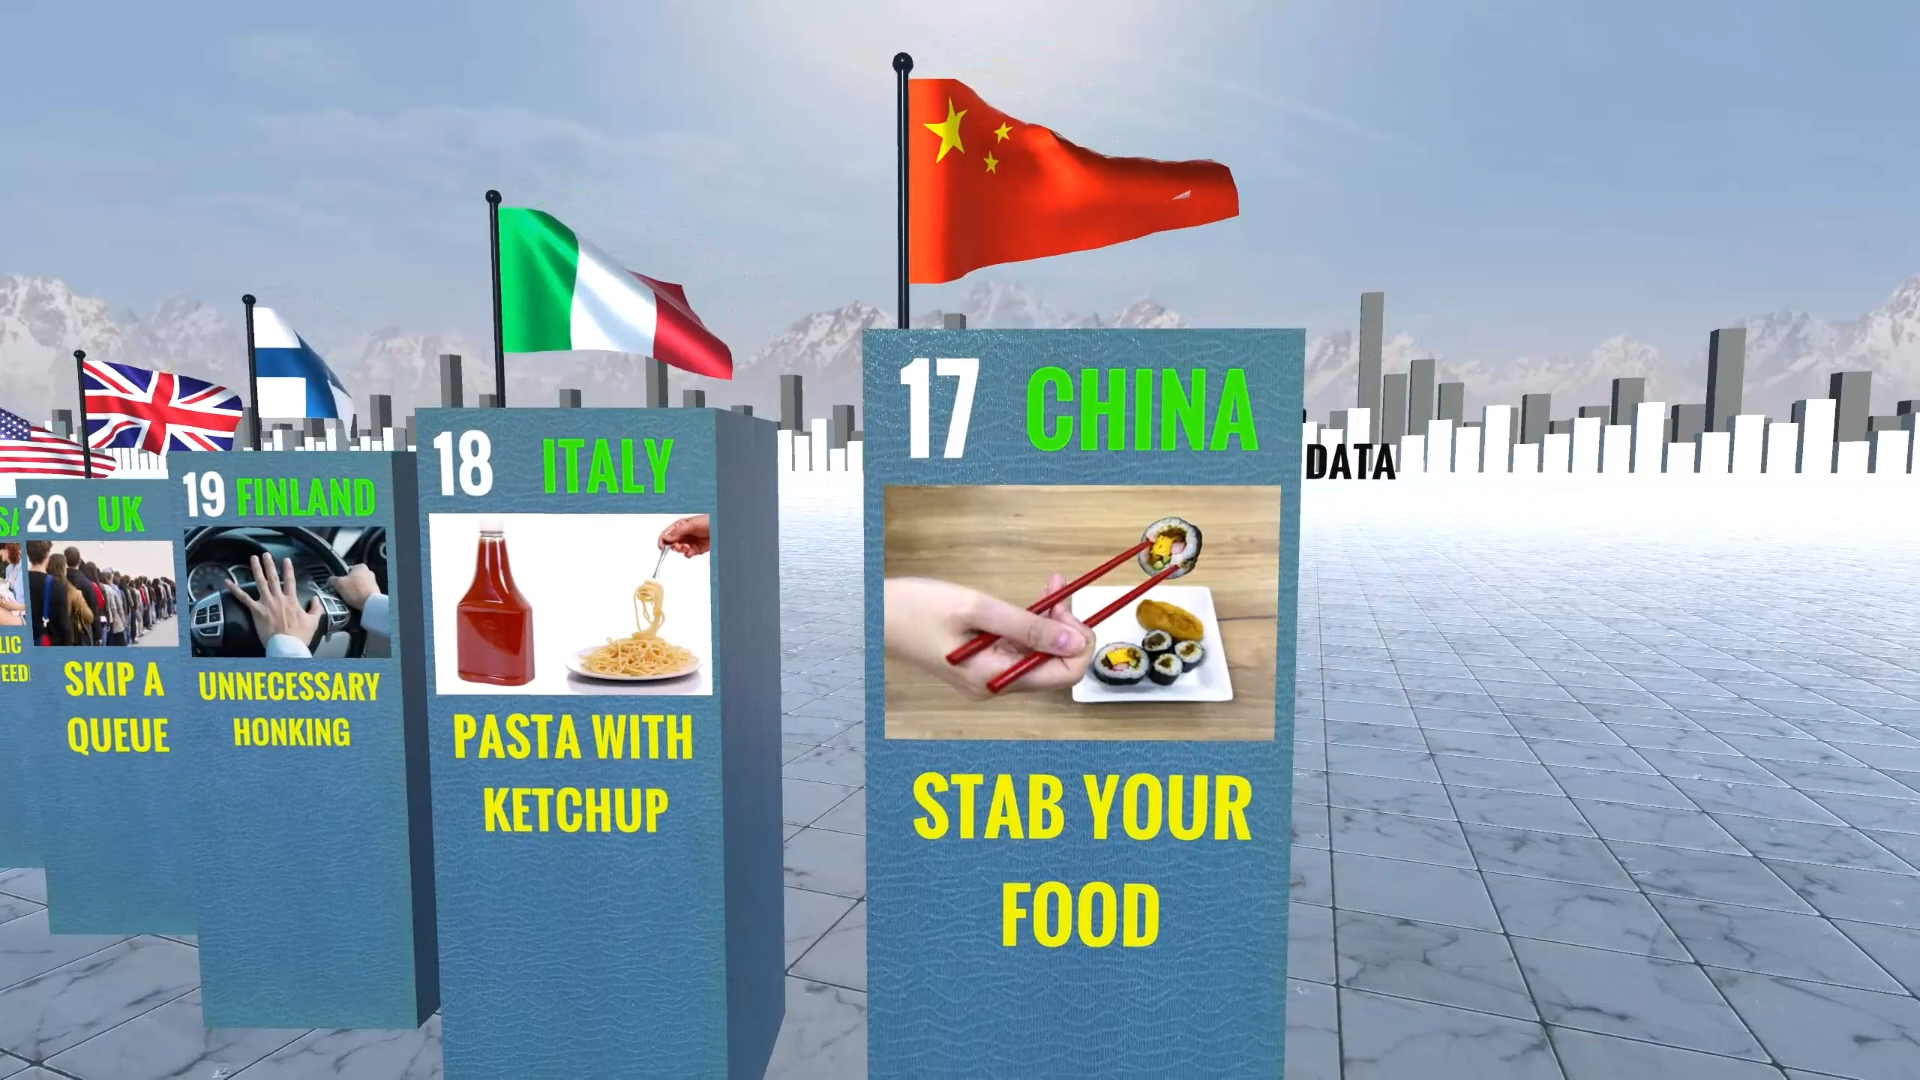 20 UK
SKIP A
QUEUE
19 FINLAND
UNNECESSARY
HONKING
18 ITALY
PASTA WITH
KETCHUP
17 CHINA
STAB YOUR
FOOD
DATA